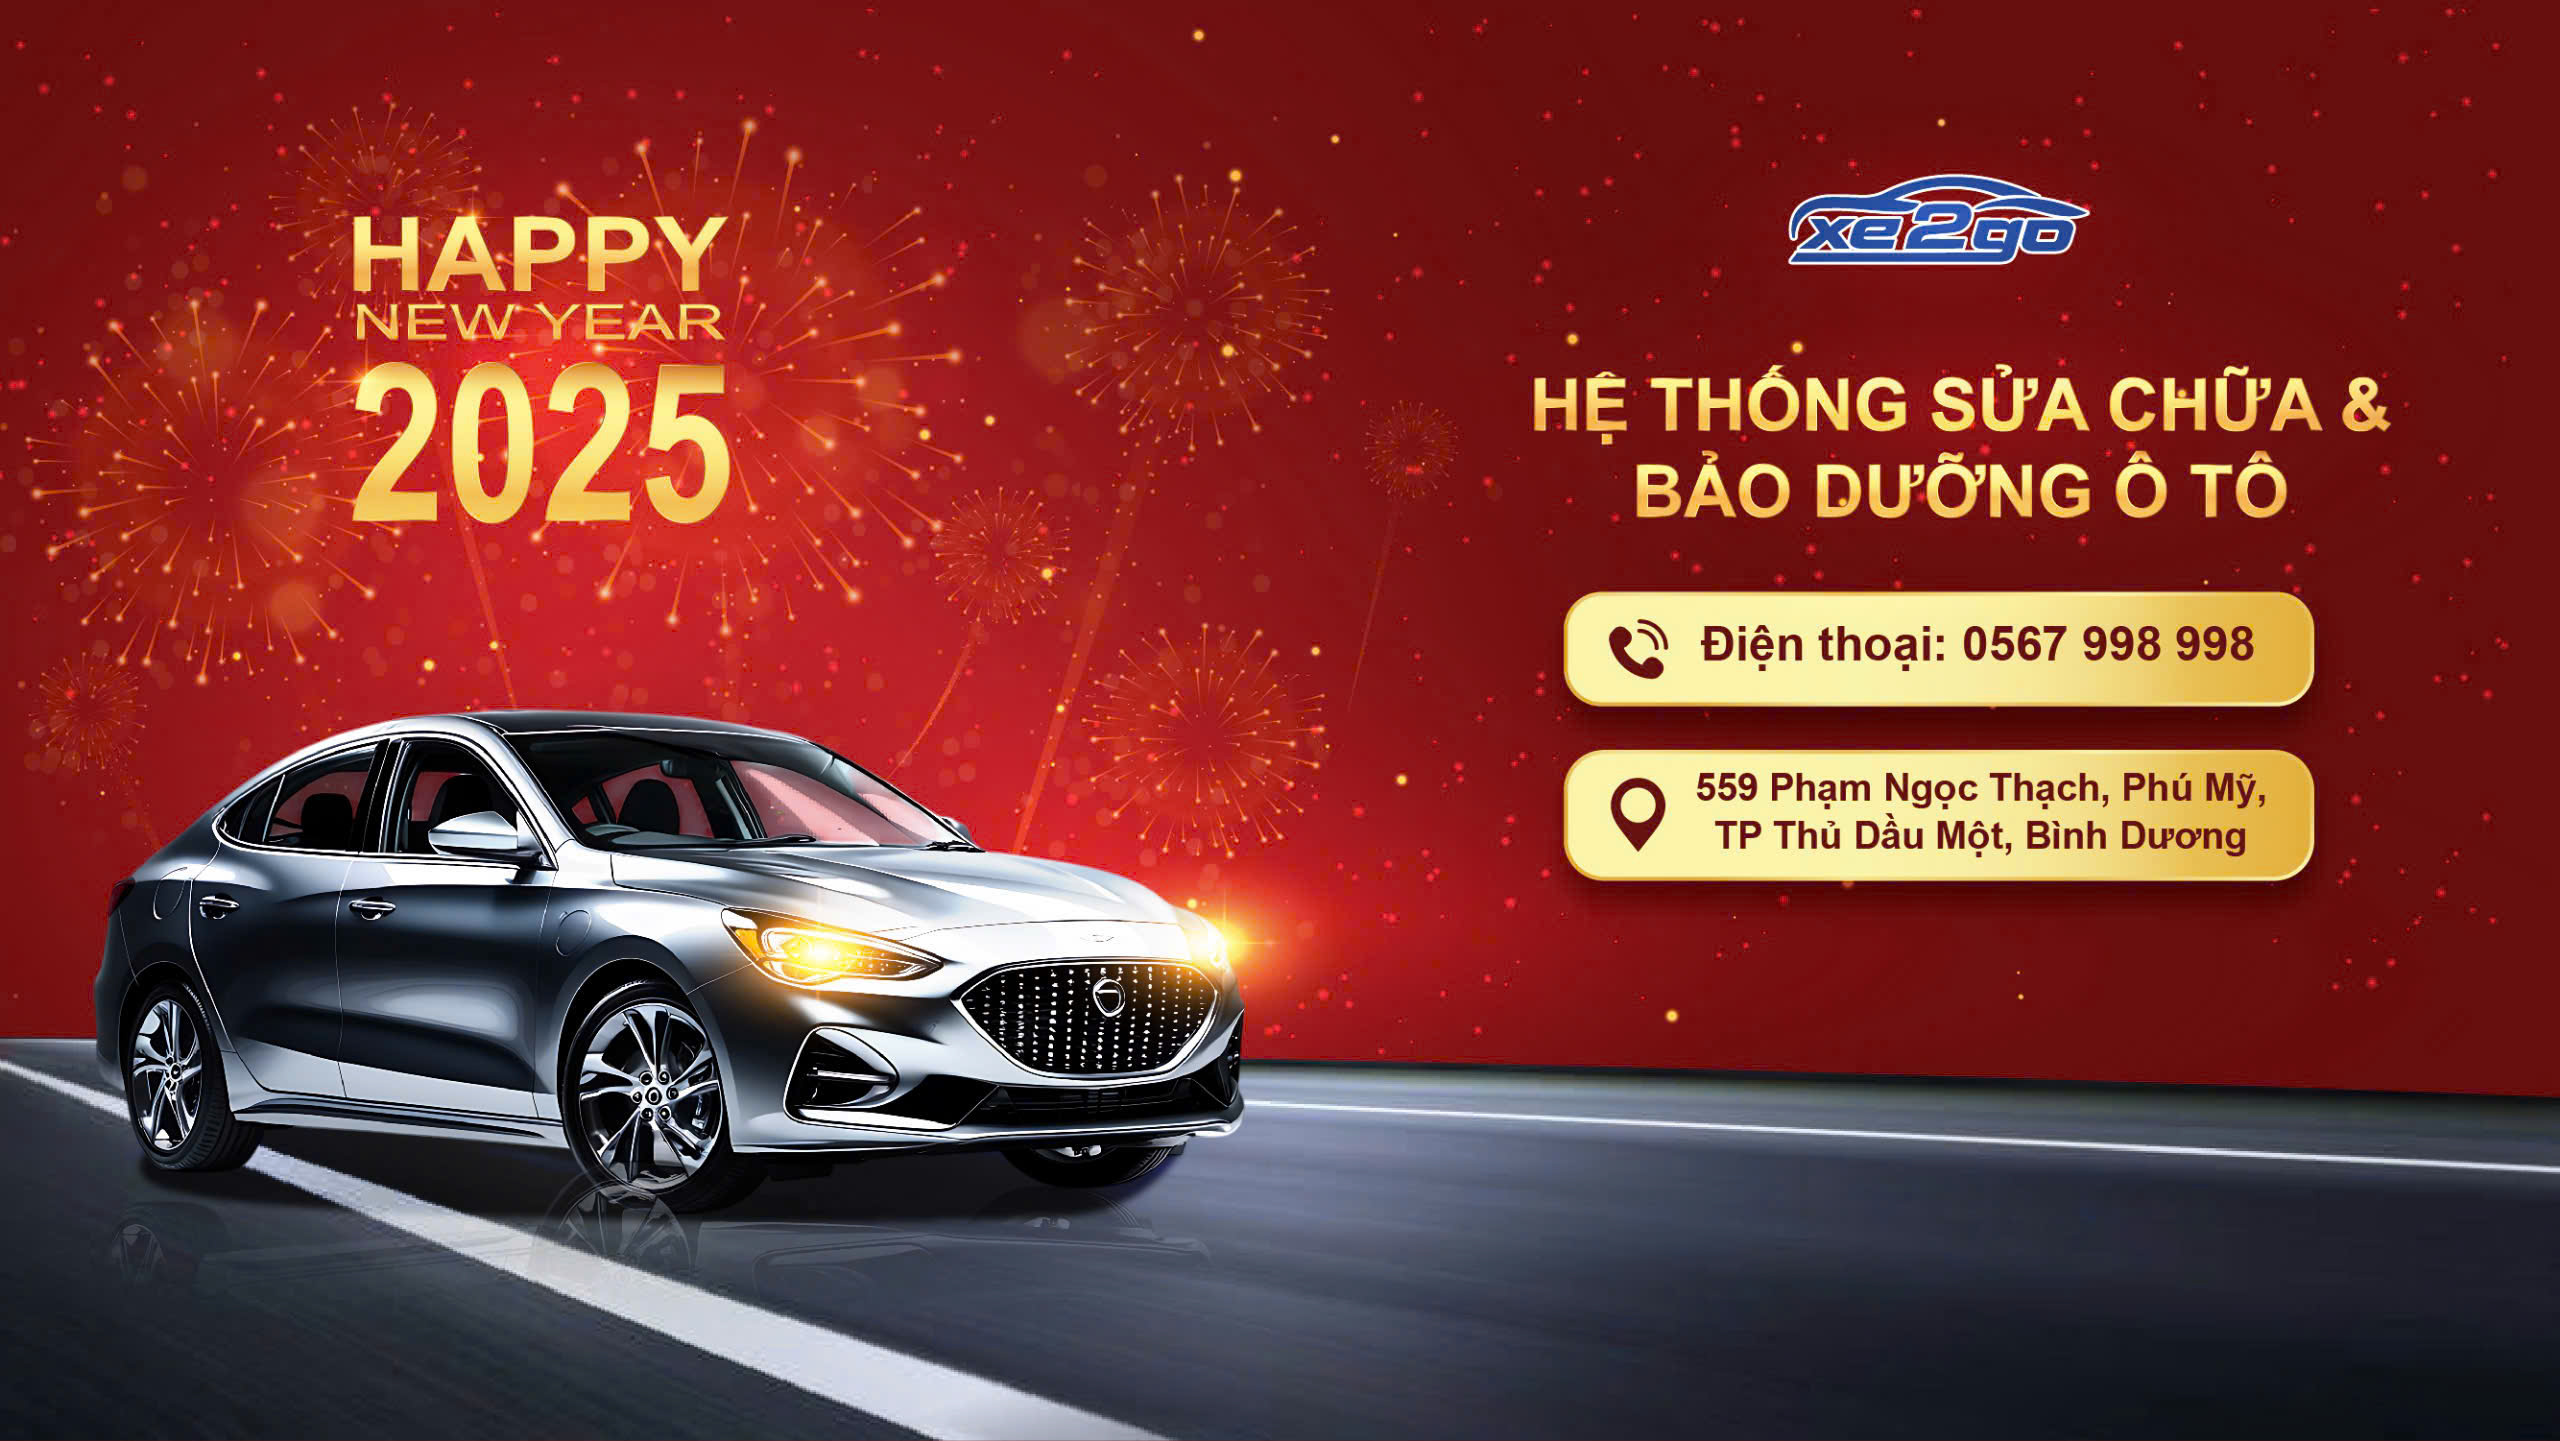 HAPPY
NEW YEAR
2025
xe2go
HỆ THỐNG SỬA CHỮA &
BẢO DƯỠNG Ô TÔ
Điện thoại: 0567 998 998
559 Phạm Ngọc Thạch, Phú Mỹ,
TP Thủ Dầu Một, Bình Dương